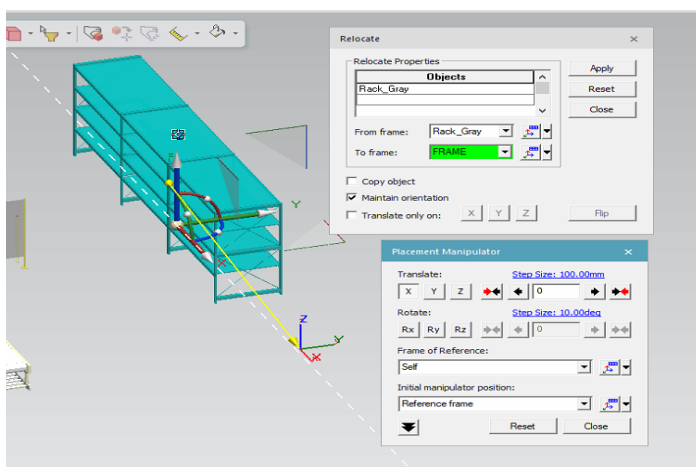 Relocate
Relocate Properties
Objects
Rack_Gray
From frame: Rack_Gray
To frame: FRAME
Copy object
Maintain orientation
Translate only on: X Y Z
Apply
Reset
Close
Flip
Placement Manipulator
Translate: Step Size: 100.00mm
X Y Z 0
Rotate: Step Size: 10.00deg
Rx Ry Rz 0
Frame of Reference:
Self
Initial manipulator position:
Reference frame
Reset Close
Y
X
Z
Y
X